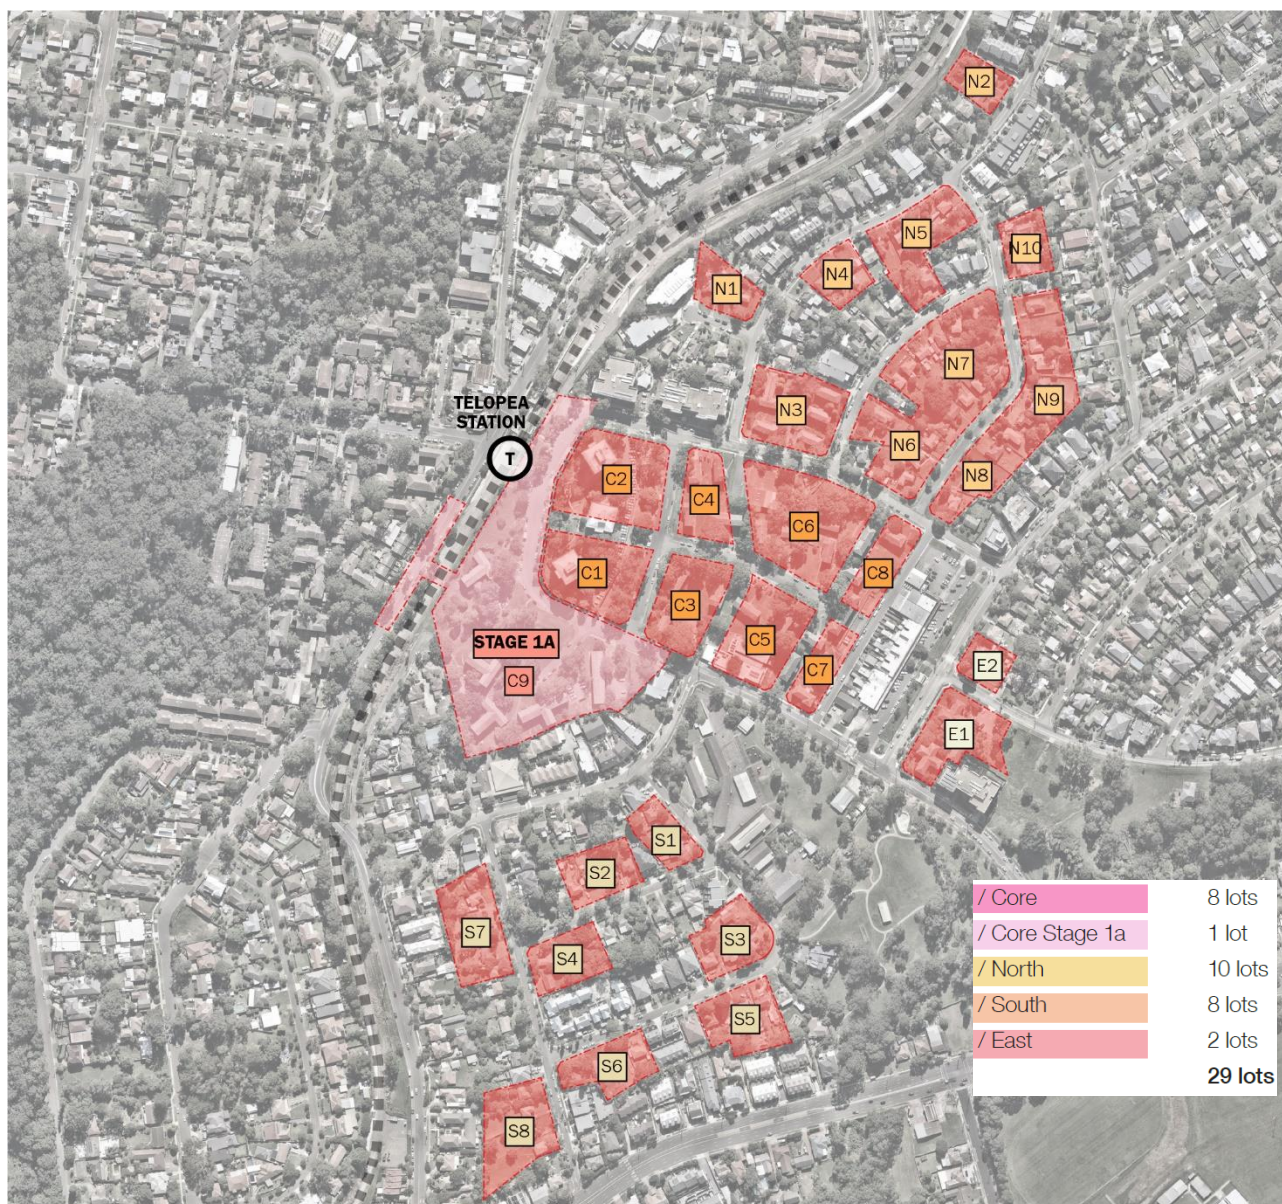 N2
N5
N10
N4
N1
N7
TELOPEA
STATION
T
N3
N9
N6
N8
C2
C4
C6
C1
C8
C3
STAGE 1A
C5
C9
C7
E2
E1
S1
S2
S7
S3
S4
S5
S6
S8
/ Core 8 lots
/ Core Stage 1a 1 lot
/ North 10 lots
/ South 8 lots
/ East 2 lots
29 lots